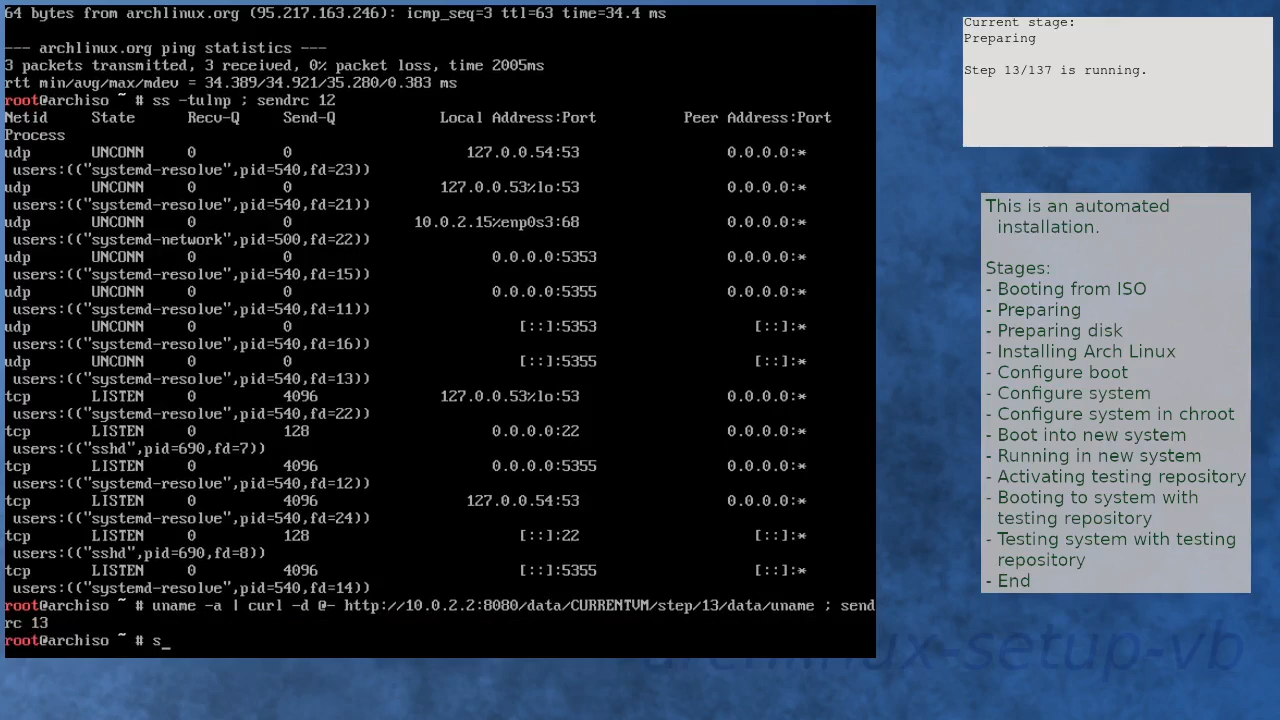 64 bytes from archlinux.org (95.217.163.246): icmp_seq=3 ttl=63 time=34.4 ms
--- archlinux.org ping statistics ---
3 packets transmitted, 3 received, 0% packet loss, time 2005ms
rtt min/avg/max/mdev = 34.389/34.921/35.280/0.383 ms
root@archiso ~ # ss -tulnp ; sendrc 12
Netid State Recv-Q Send-Q Local Address:Port Peer Address:Port
Process
udp UNCONN 0 0 127.0.0.54:53 0.0.0.0:*
users:(("systemd-resolve",pid=540,fd=23))
udp UNCONN 0 0 127.0.0.53%lo:53 0.0.0.0:*
users:(("systemd-resolve",pid=540,fd=21))
udp UNCONN 0 0 10.0.2.15%enp0s3:68 0.0.0.0:*
users:(("systemd-network",pid=500,fd=22))
udp UNCONN 0 0 0.0.0.0:5353 0.0.0.0:*
users:(("systemd-resolve",pid=540,fd=15))
udp UNCONN 0 0 0.0.0.0:5355 0.0.0.0:*
users:(("systemd-resolve",pid=540,fd=11))
udp UNCONN 0 0 [::]:5353 [::]:*
users:(("systemd-resolve",pid=540,fd=16))
udp UNCONN 0 0 [::]:5355 [::]:*
users:(("systemd-resolve",pid=540,fd=13))
tcp LISTEN 0 4096 127.0.0.53%lo:53 0.0.0.0:*
users:(("systemd-resolve",pid=540,fd=22))
tcp LISTEN 0 128 0.0.0.0:22 0.0.0.0:*
users:(("sshd",pid=690,fd=7))
tcp LISTEN 0 4096 0.0.0.0:5355 0.0.0.0:*
users:(("systemd-resolve",pid=540,fd=12))
tcp LISTEN 0 4096 127.0.0.54:53 0.0.0.0:*
users:(("systemd-resolve",pid=540,fd=24))
tcp LISTEN 0 128 [::]:22 [::]:*
users:(("sshd",pid=690,fd=8))
tcp LISTEN 0 4096 [::]:5355 [::]:*
users:(("systemd-resolve",pid=540,fd=14))
root@archiso ~ # uname -a | curl -d @- http://10.0.2.2:8080/data/CURRENTVM/step/13/data/uname ; send
rc 13
root@archiso ~ # s_
Current stage:
Preparing
Step 13/137 is running.
This is an automated
installation.
Stages:
- Booting from ISO
- Preparing
- Preparing disk
- Installing Arch Linux
- Configure boot
- Configure system
- Configure system in chroot
- Boot into new system
- Running in new system
- Activating testing repository
- Booting to system with
testing repository
- Testing system with testing
repository
- End
archlinux-setup-vb